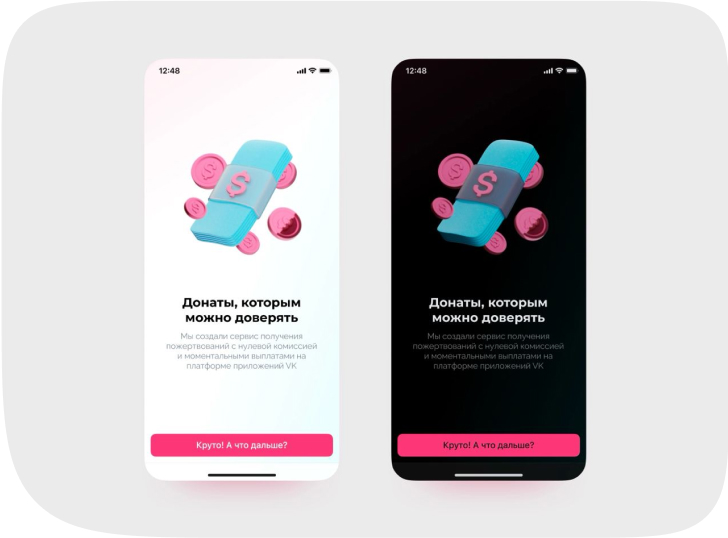 12:48
Донаты, которым
можно доверять
Мы создали сервис получения
пожертвований с нулевой комиссией
и моментальными выплатами на
платформе приложений VK
Круто! А что дальше?
12:48
Донаты, которым
можно доверять
Мы создали сервис получения
пожертвований с нулевой комиссией
и моментальными выплатами на
платформе приложений VK
Круто! А что дальше?